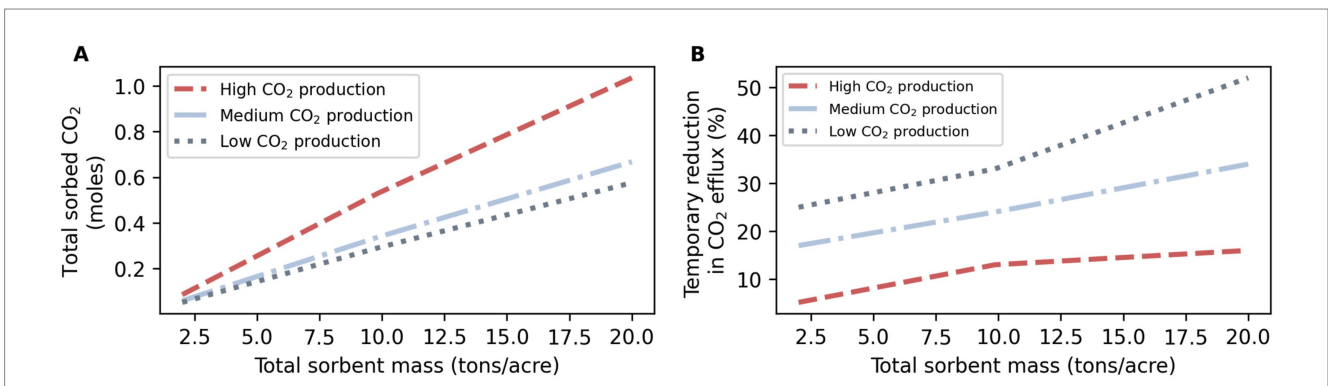 A
Total sorbed CO₂
(moles)
1.0
0.8
0.6
0.4
0.2
High CO₂ production
Medium CO₂ production
Low CO₂ production
2.5 5.0 7.5 10.0 12.5 15.0 17.5 20.0
Total sorbent mass (tons/acre)
B
Temporary reduction
in CO₂ efflux (%)
50
40
30
20
10
High CO₂ production
Medium CO₂ production
Low CO₂ production
2.5 5.0 7.5 10.0 12.5 15.0 17.5 20.0
Total sorbent mass (tons/acre)